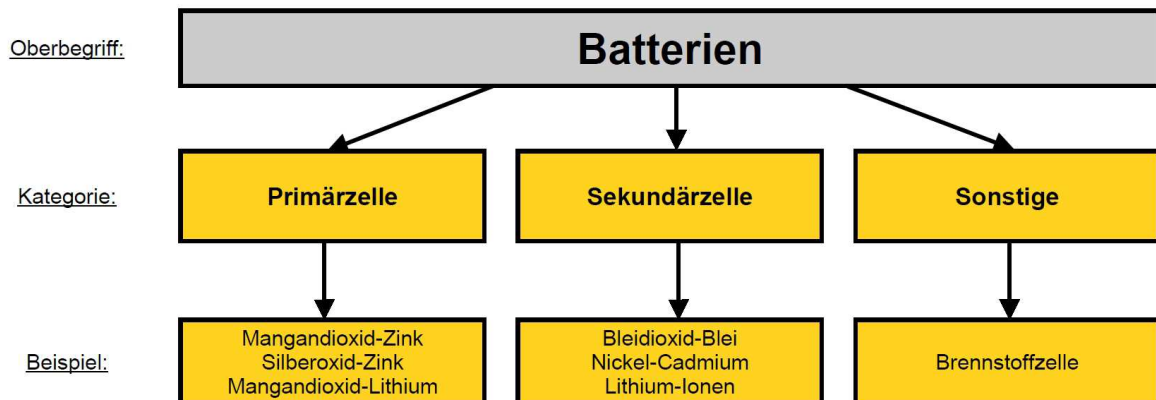 Oberbegriff:
Batterien
Kategorie:
Primärzelle
Sekundärzelle
Sonstige
Beispiel:
Mangandioxid-Zink
Silberoxid-Zink
Mangandioxid-Lithium
Bleidioxid-Blei
Nickel-Cadmium
Lithium-Ionen
Brennstoffzelle